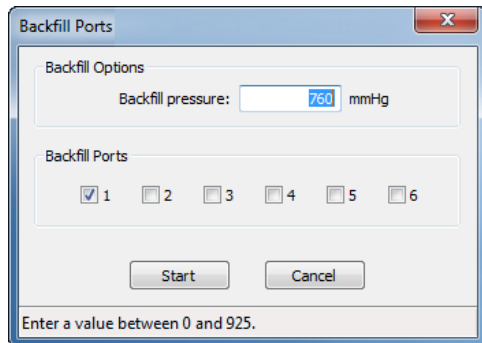 Backfill Ports
Backfill Options
Backfill pressure: 760 mmHg
Backfill Ports
1 2 3 4 5 6
Start Cancel
Enter a value between 0 and 925.